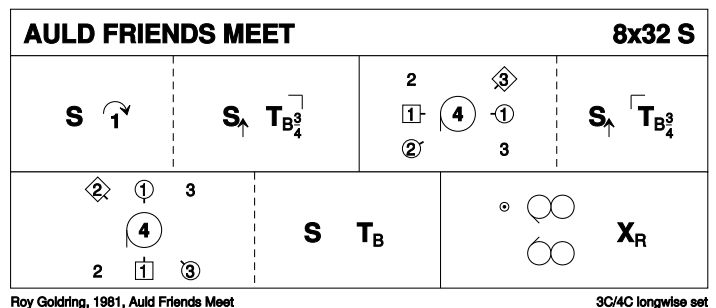 AULD FRIENDS MEET 8x32 S
2 3
S 1 S T B 3/4 1 4 1 S T B 3/4
2 3
2 1 3
4 S T B X R
2 1 3
Roy Goldring, 1981, Auld Friends Meet 3C/4C longwise set